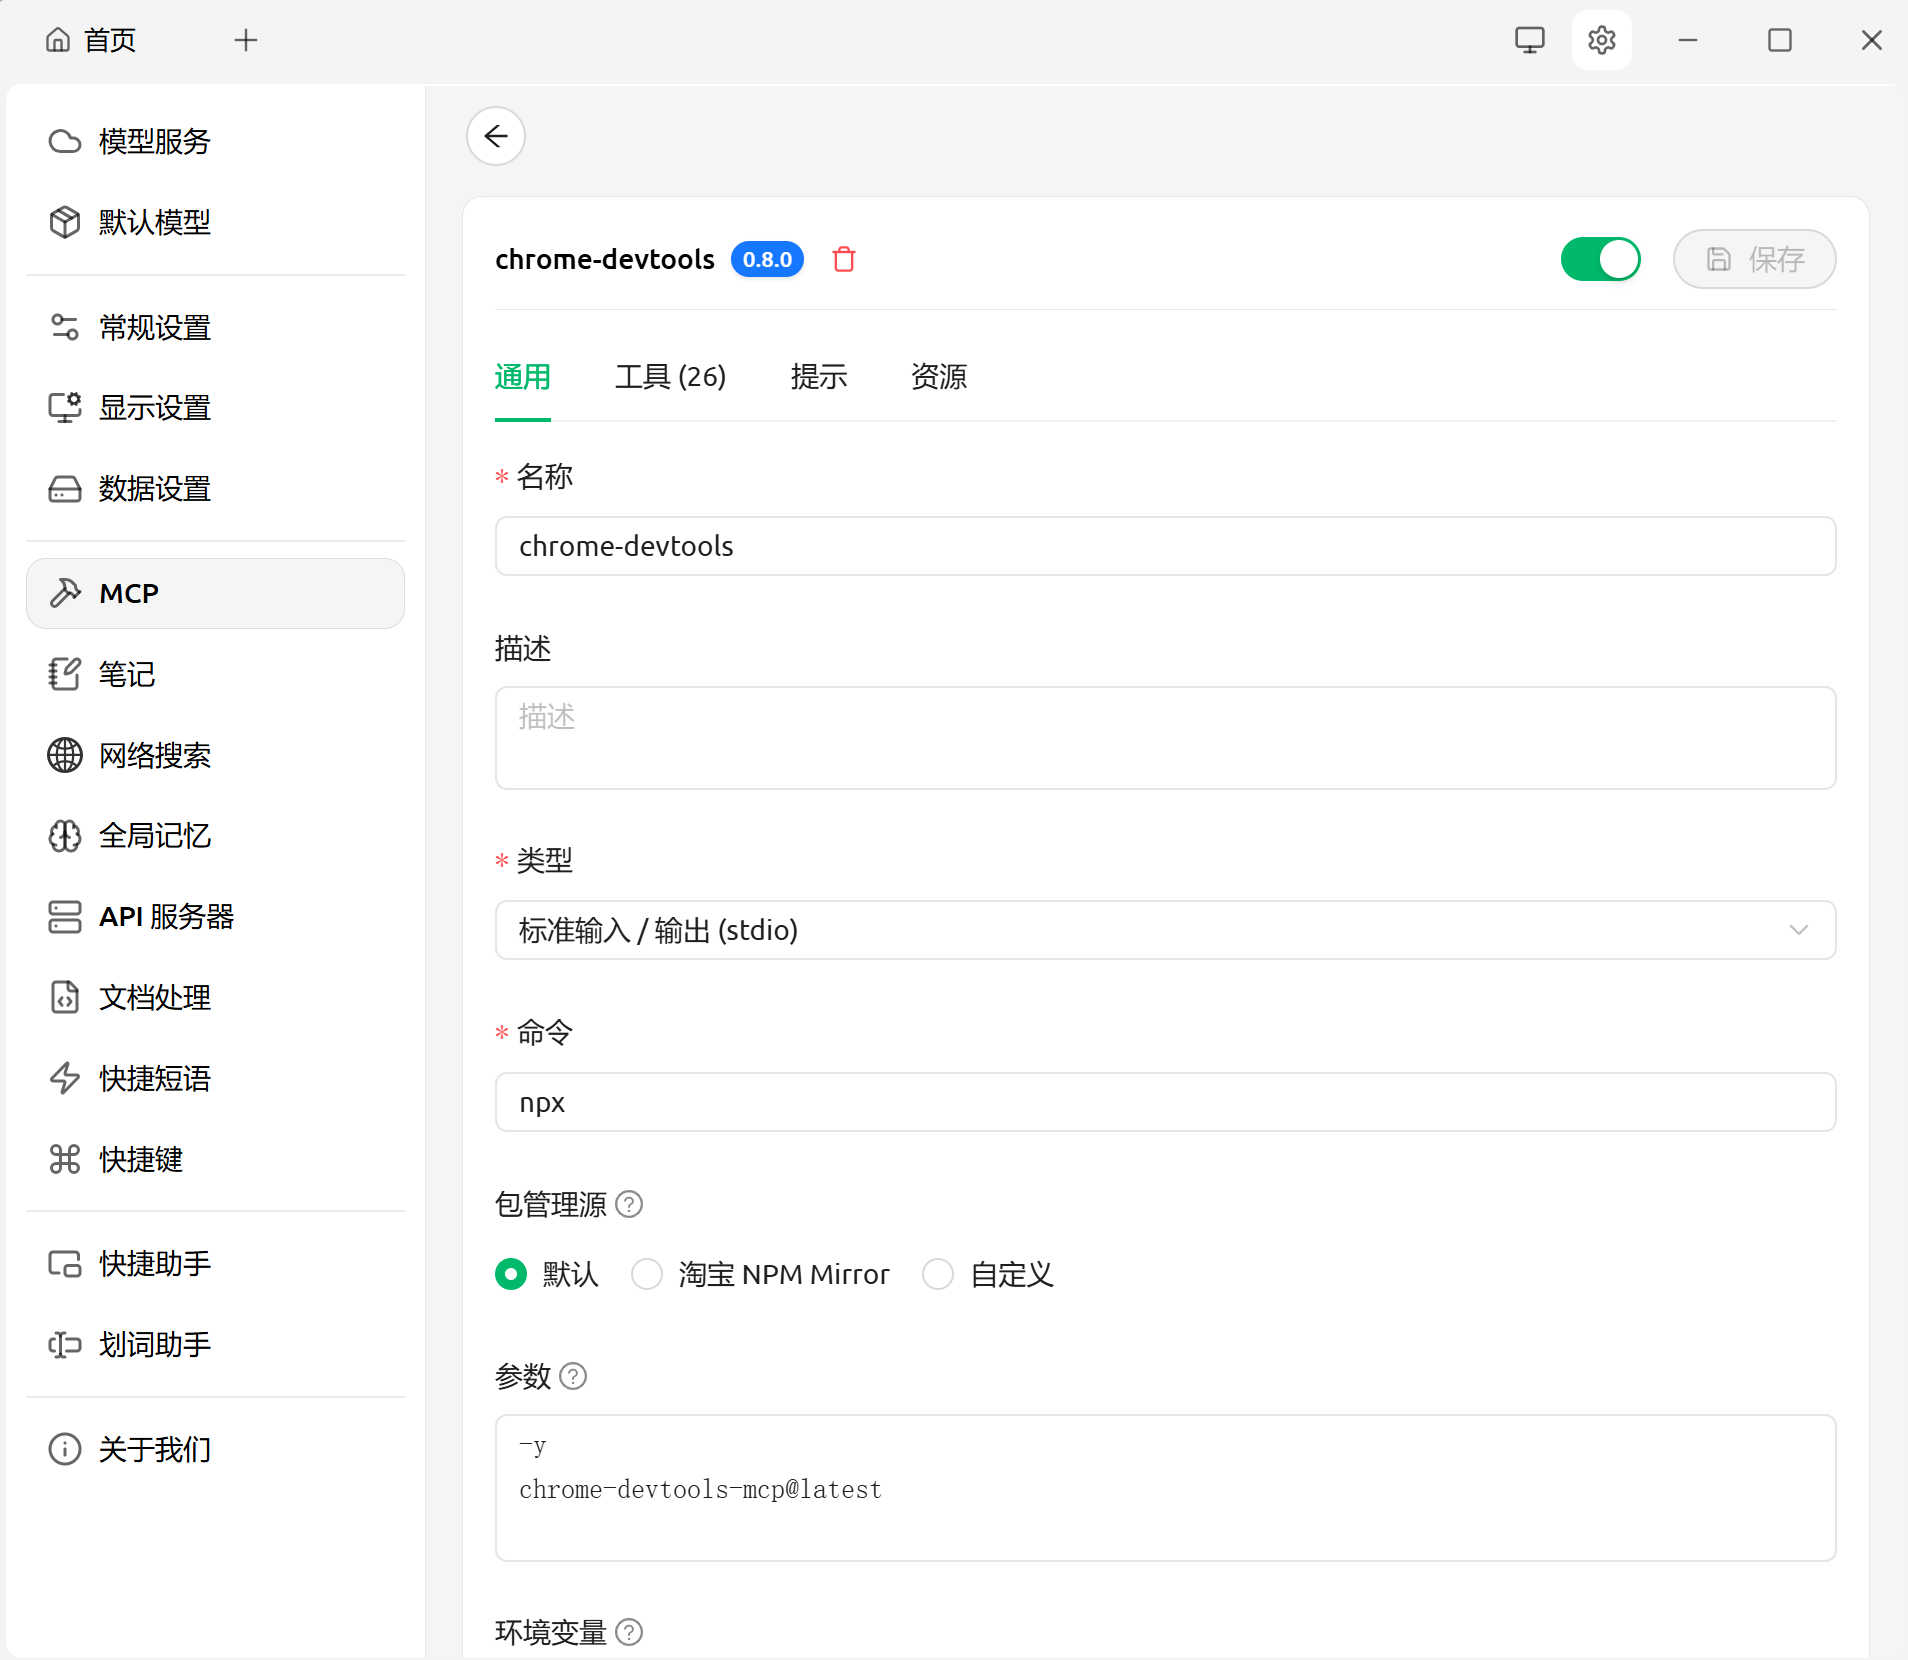 首页
模型服务
默认模型
常规设置
显示设置
数据设置
MCP
笔记
网络搜索
全局记忆
API 服务器
文档处理
快捷短语
快捷键
快捷助手
划词助手
关于我们
chrome-devtools 0.8.0
保存
通用 工具 (26) 提示 资源
* 名称
chrome-devtools
描述
描述
* 类型
标准输入 / 输出 (stdio)
* 命令
npx
包管理源
默认 淘宝 NPM Mirror 自定义
参数
-y
chrome-devtools-mcp@latest
环境变量